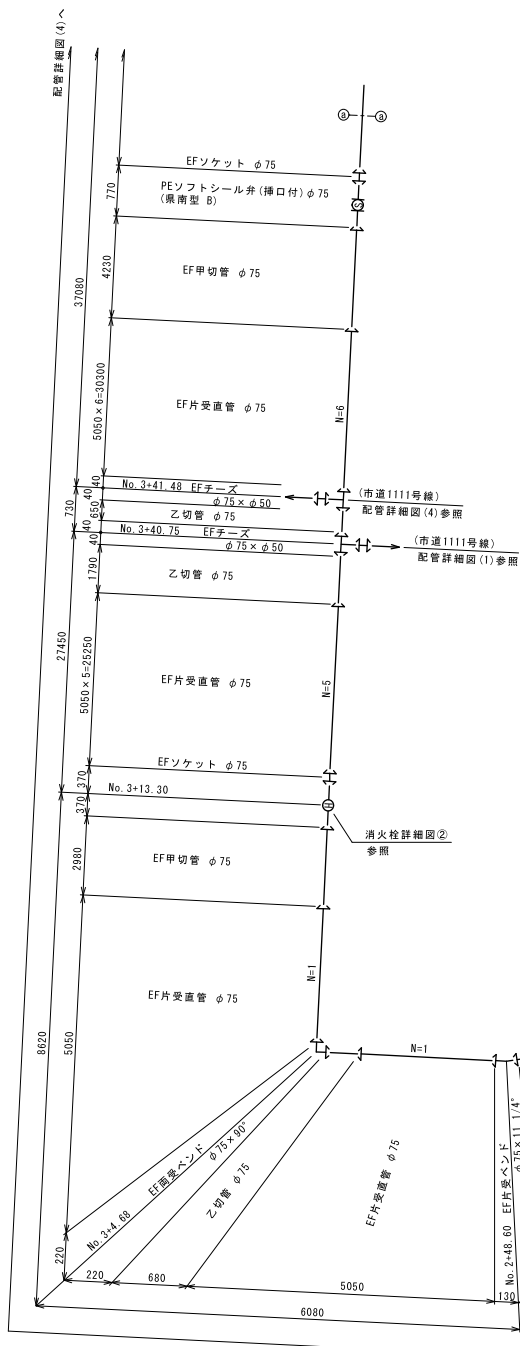 配管詳細図(4)へ
ⓐ ⓐ
EFソケット φ75
770
PEソフトシール弁(挿口付)φ75
(県南型 B)
S
4230
EF甲切管 φ75
37080
5050×6=30300
EF片受直管 φ75
N=6
40
No.3+41.48 EFチーズ
40
φ75×φ50
(市道1111号線)
配管詳細図(4)参照
730
650
乙切管 φ75
40
No.3+40.75 EFチーズ
40
φ75×φ50
(市道1111号線)
配管詳細図(1)参照
1790
乙切管 φ75
27450
5050×5=25250
EF片受直管 φ75
N=5
EFソケット φ75
370
No.3+13.30
370
H
消火栓詳細図②
参照
2980
EF甲切管 φ75
N=1
EF片受直管 φ75
8620
5050
N=1
EF両受ベンド φ75×90°
No.3+4.68
乙切管 φ75
EF片受直管 φ75
No.2+48.60 EF片受ベンド
φ75×11 1/4°
220
220
680
5050
130
6080